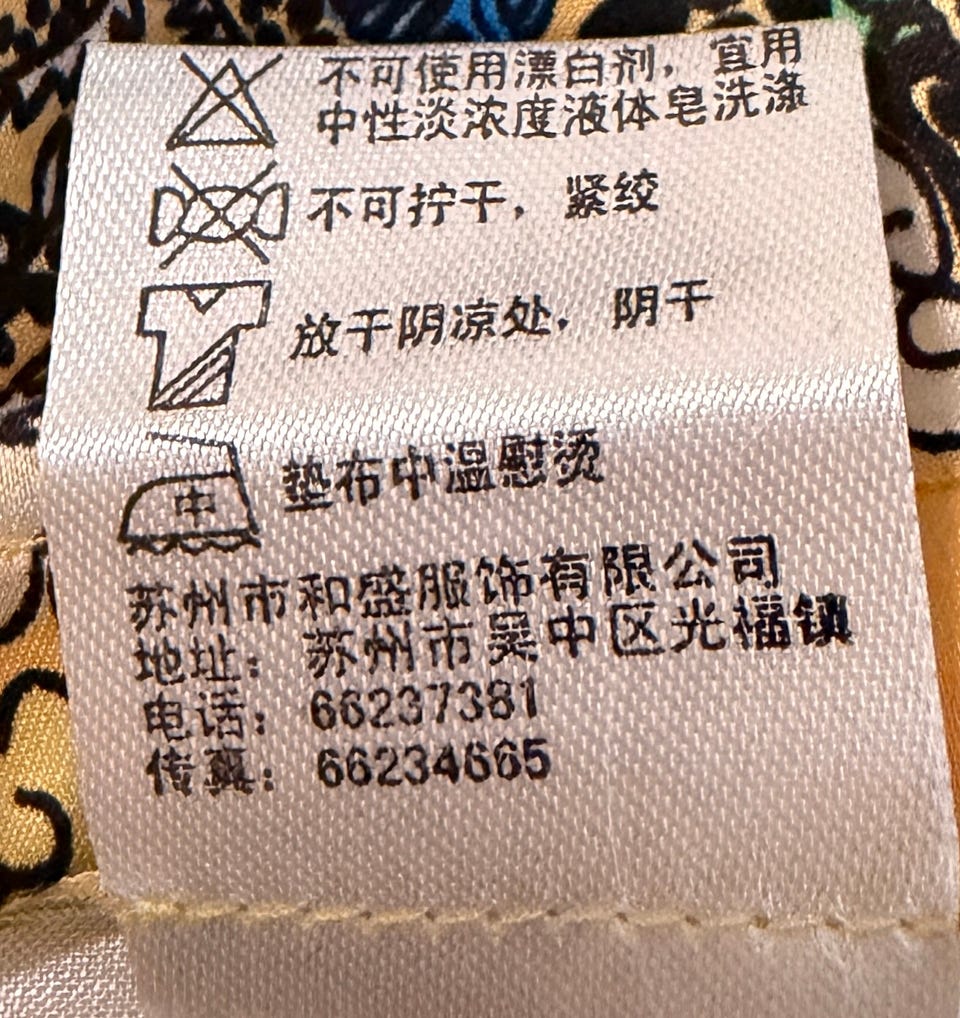 不可使用漂白剂，宜用
中性淡浓度液体皂洗涤
不可拧干，紧绞
放干阴凉处，阴干
中
垫布中温慰烫
苏州市和盛服饰有限公司
地址：苏州市吴中区光福镇
电话：66237381
传真：66234665